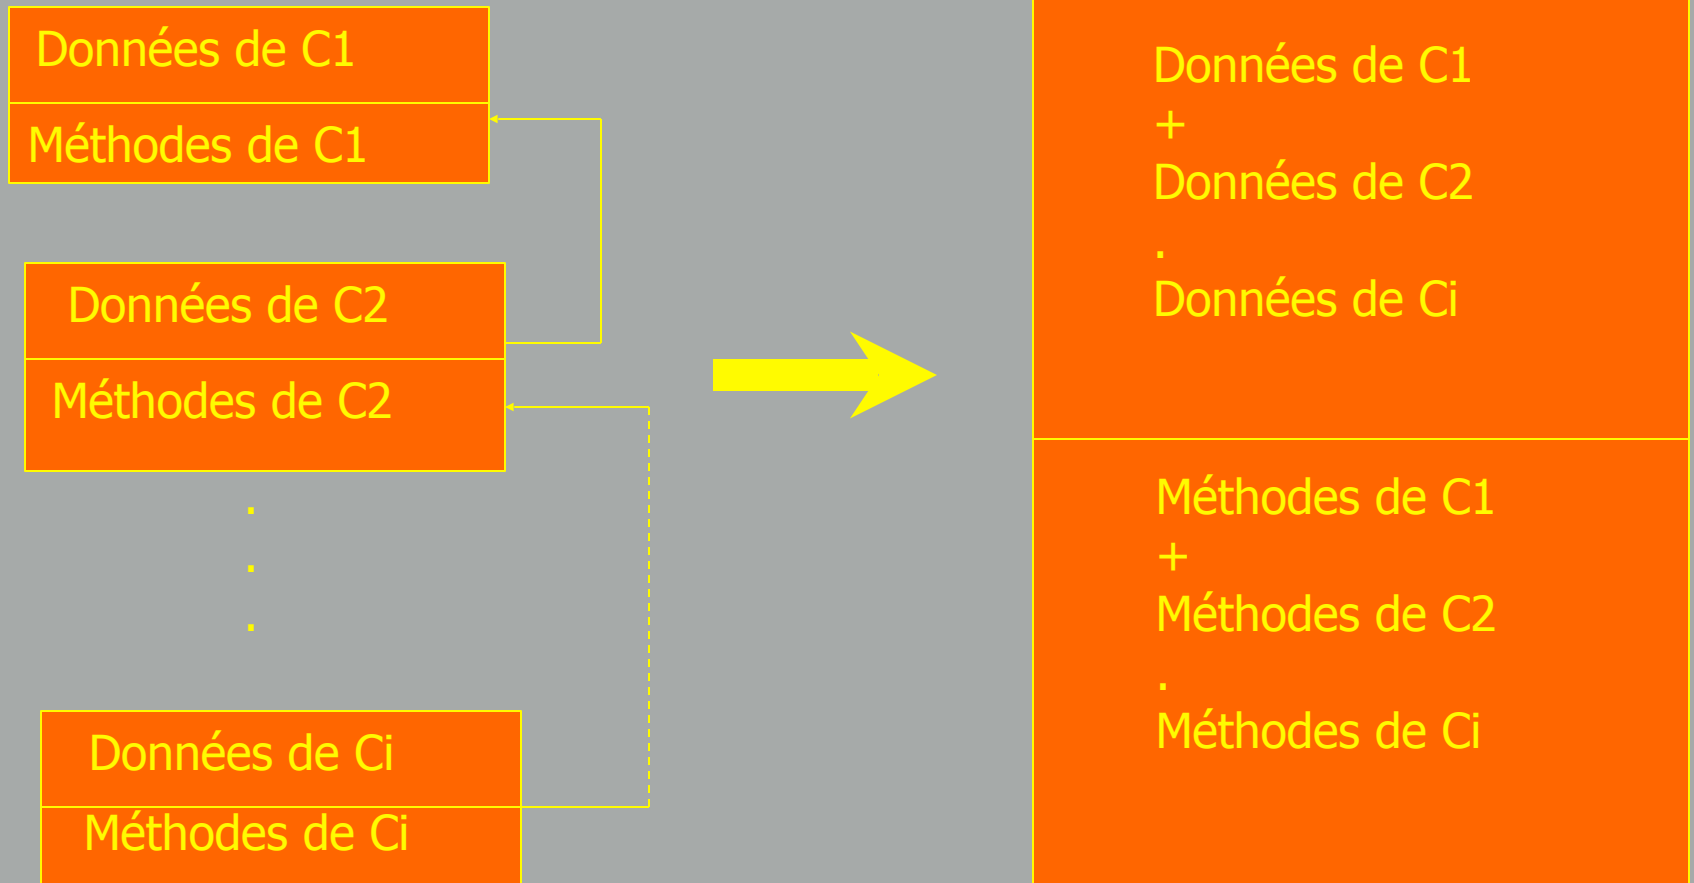 Données de C1
Méthodes de C1
Données de C2
Méthodes de C2
.
.
.
Données de Ci
Méthodes de Ci
Données de C1
+
Données de C2
.
Données de Ci
Méthodes de C1
+
Méthodes de C2
.
Méthodes de Ci